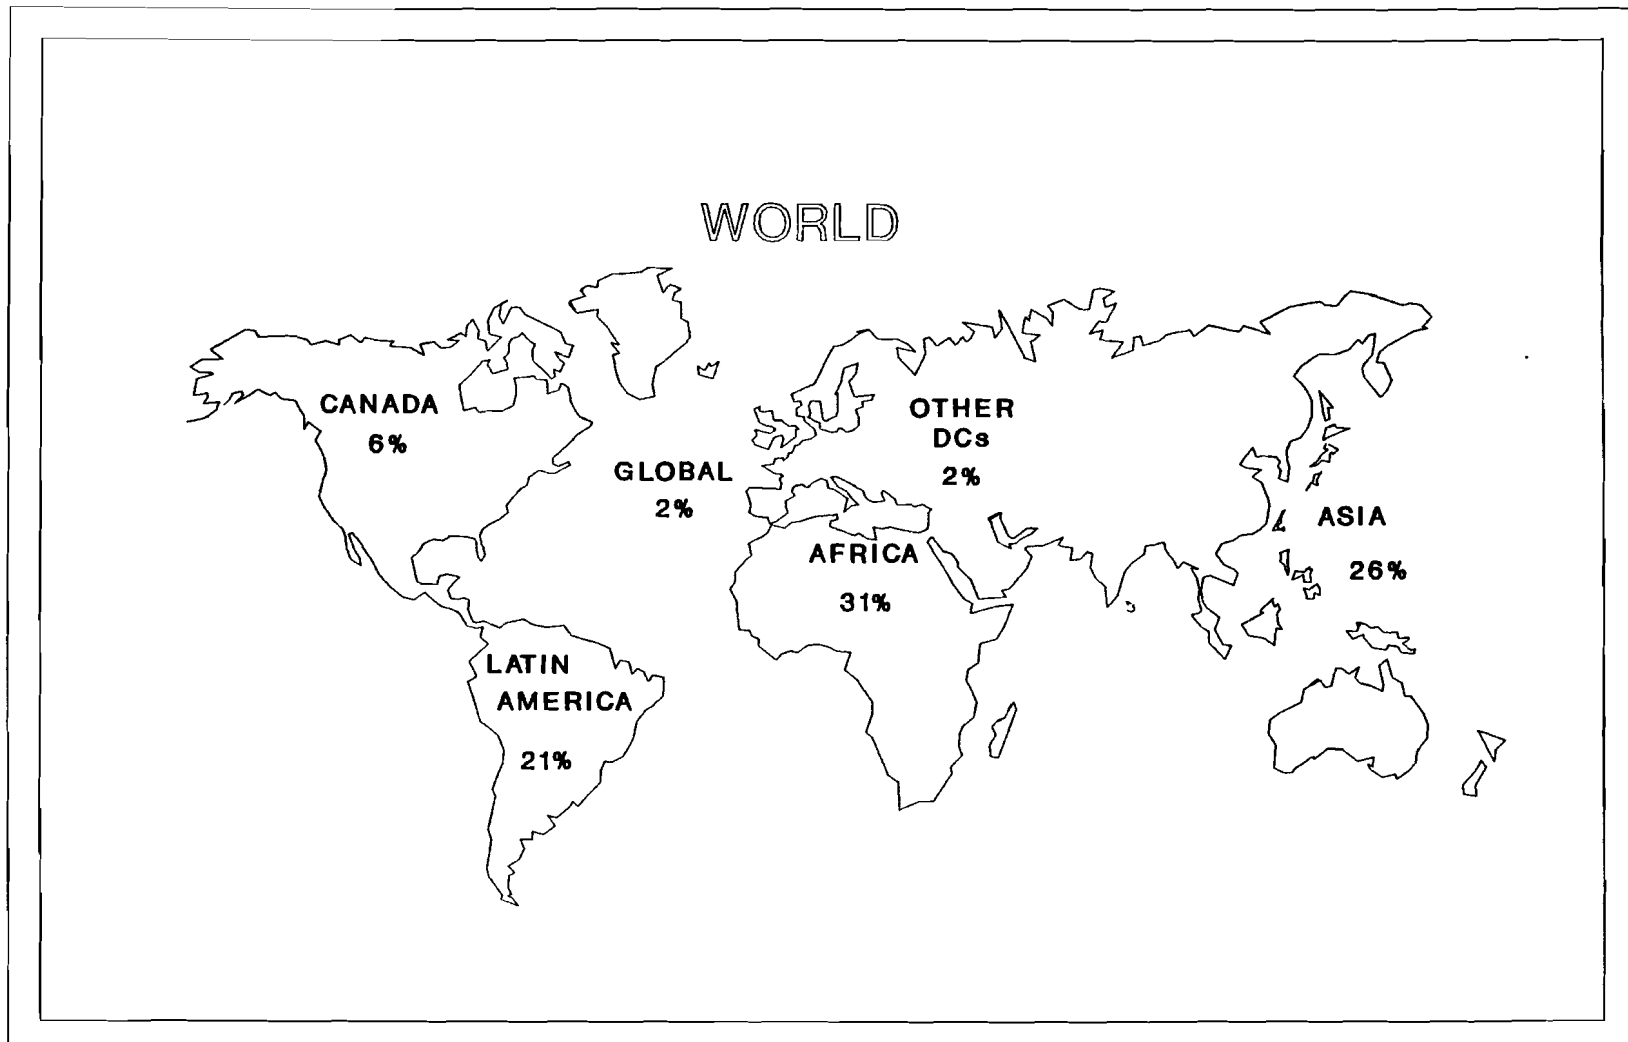 WORLD
CANADA
6%
GLOBAL
2%
OTHER
DCs
2%
ASIA
26%
AFRICA
31%
LATIN
AMERICA
21%